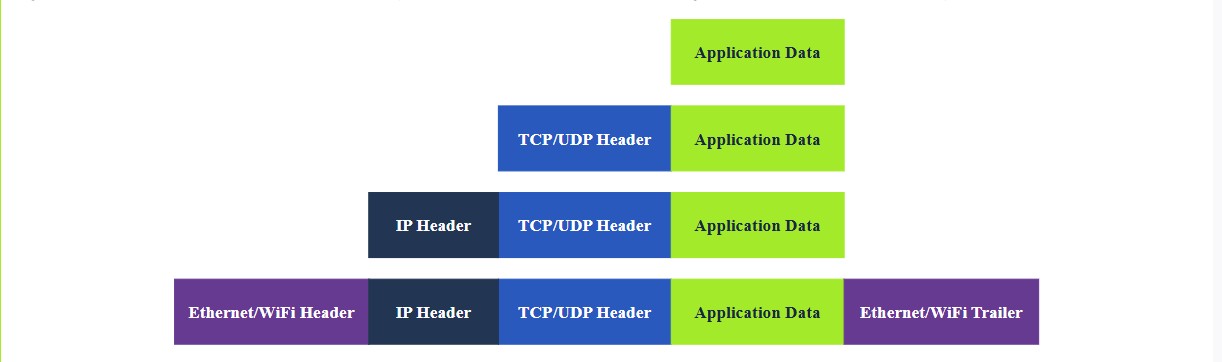 Application Data
TCP/UDP Header Application Data
IP Header TCP/UDP Header Application Data
Ethernet/WiFi Header IP Header TCP/UDP Header Application Data Ethernet/WiFi Trailer